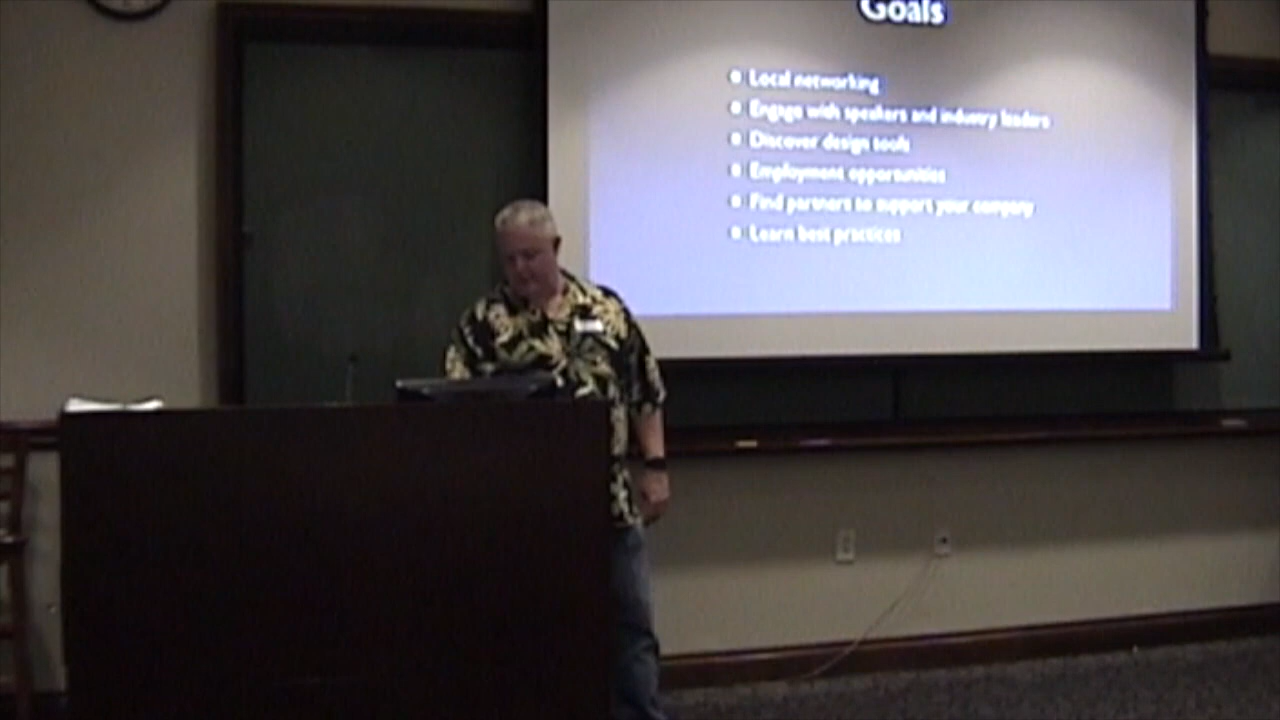 Goals
Local networking
Engage with speakers and industry leaders
Discover design tools
Employment opportunities
Find partners to support your company
Learn best practices